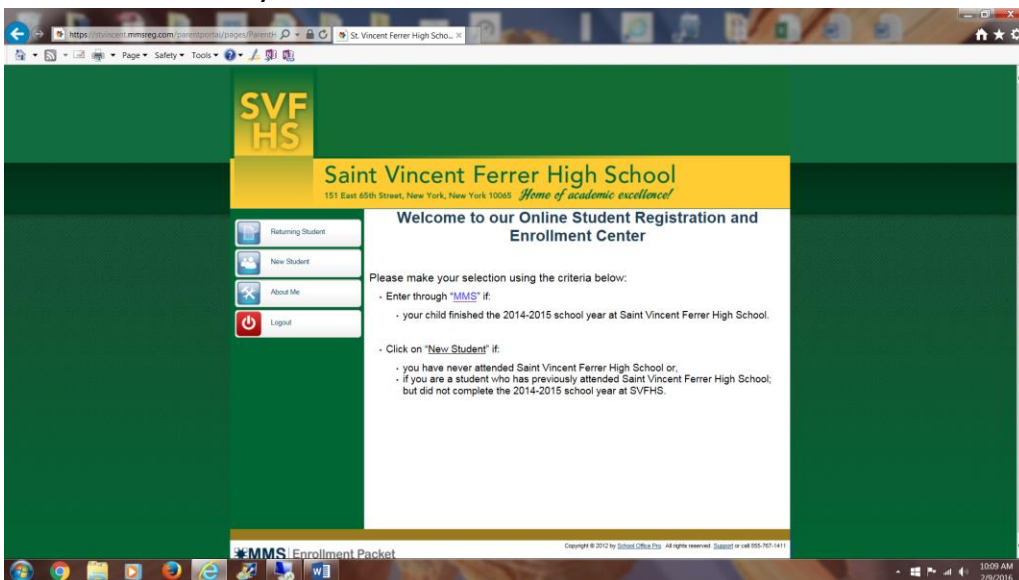 https://stvincent.mmsreg.com/parentportal/pages/ParentH
St. Vincent Ferrer High Scho...
Page Safety Tools
SVF
HS
Saint Vincent Ferrer High School
151 East 65th Street, New York, New York 10065 Home of academic excellence!
Returning Student
New Student
About Me
Logout
Welcome to our Online Student Registration and
Enrollment Center
Please make your selection using the criteria below:
• Enter through "MMS" if:
• your child finished the 2014-2015 school year at Saint Vincent Ferrer High School.
• Click on "New Student" if:
• you have never attended Saint Vincent Ferrer High School or,
• if you are a student who has previously attended Saint Vincent Ferrer High School;
but did not complete the 2014-2015 school year at SVFHS.
Copyright © 2012 by School Office Pro All rights reserved. Support or call 855-767-1411
MMS Enrollment Packet
10:09 AM
2/9/2016